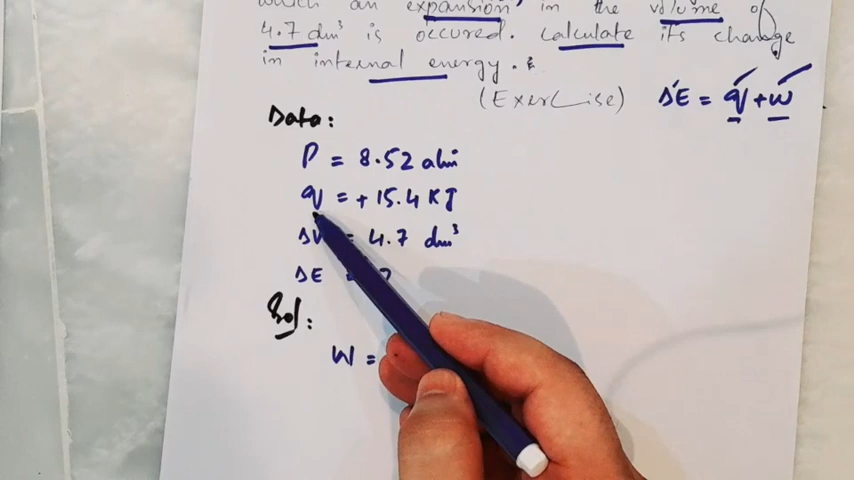 which an expansion in the volume of
4.7 dm³ is occured. Calculate its change
in internal energy.
(Exercise) ΔE = q + w
Data:
P = 8.52 atm
q = + 15.4 KJ
ΔV = 4.7 dm³
ΔE = ?
Sol:
W =